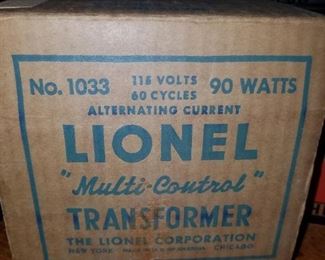 No. 1033 115 VOLTS 90 WATTS
60 CYCLES
ALTERNATING CURRENT
LIONEL
"Multi-Control"
TRANSFORMER
THE LIONEL CORPORATION
NEW YORK MADE IN U.S. OF AMERICA CHICAGO